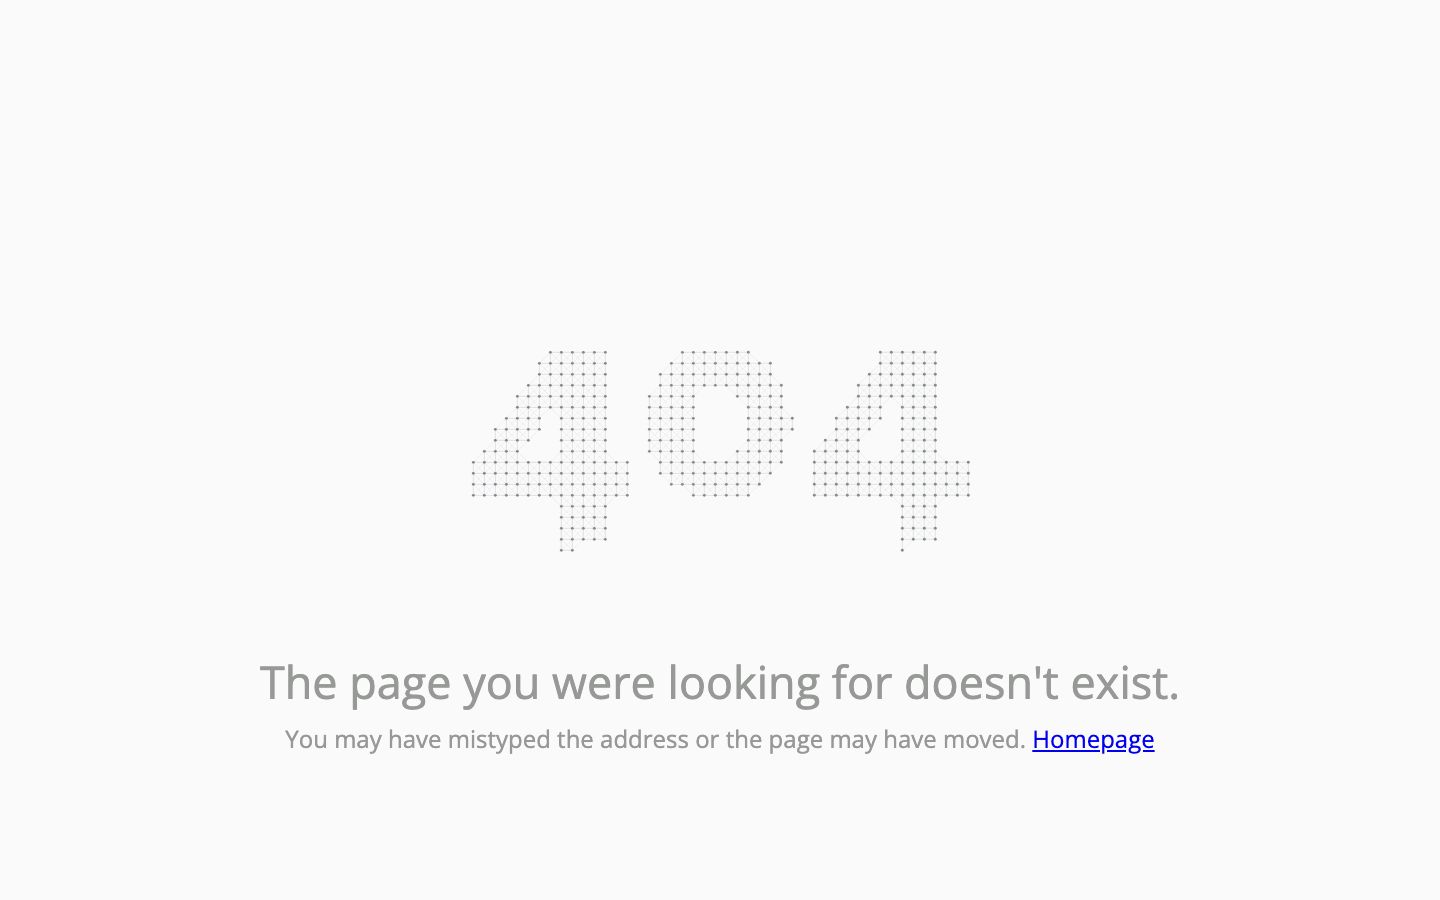 404
The page you were looking for doesn't exist.
You may have mistyped the address or the page may have moved. Homepage